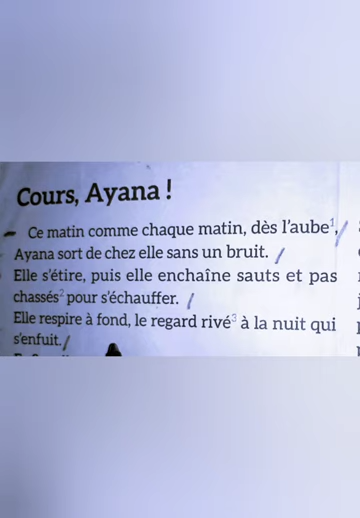 Cours, Ayana !
Ce matin comme chaque matin, dès l'aube¹,
Ayana sort de chez elle sans un bruit.
Elle s'étire, puis elle enchaîne sauts et pas
chassés² pour s'échauffer.
Elle respire à fond, le regard rivé³ à la nuit qui
s'enfuit.